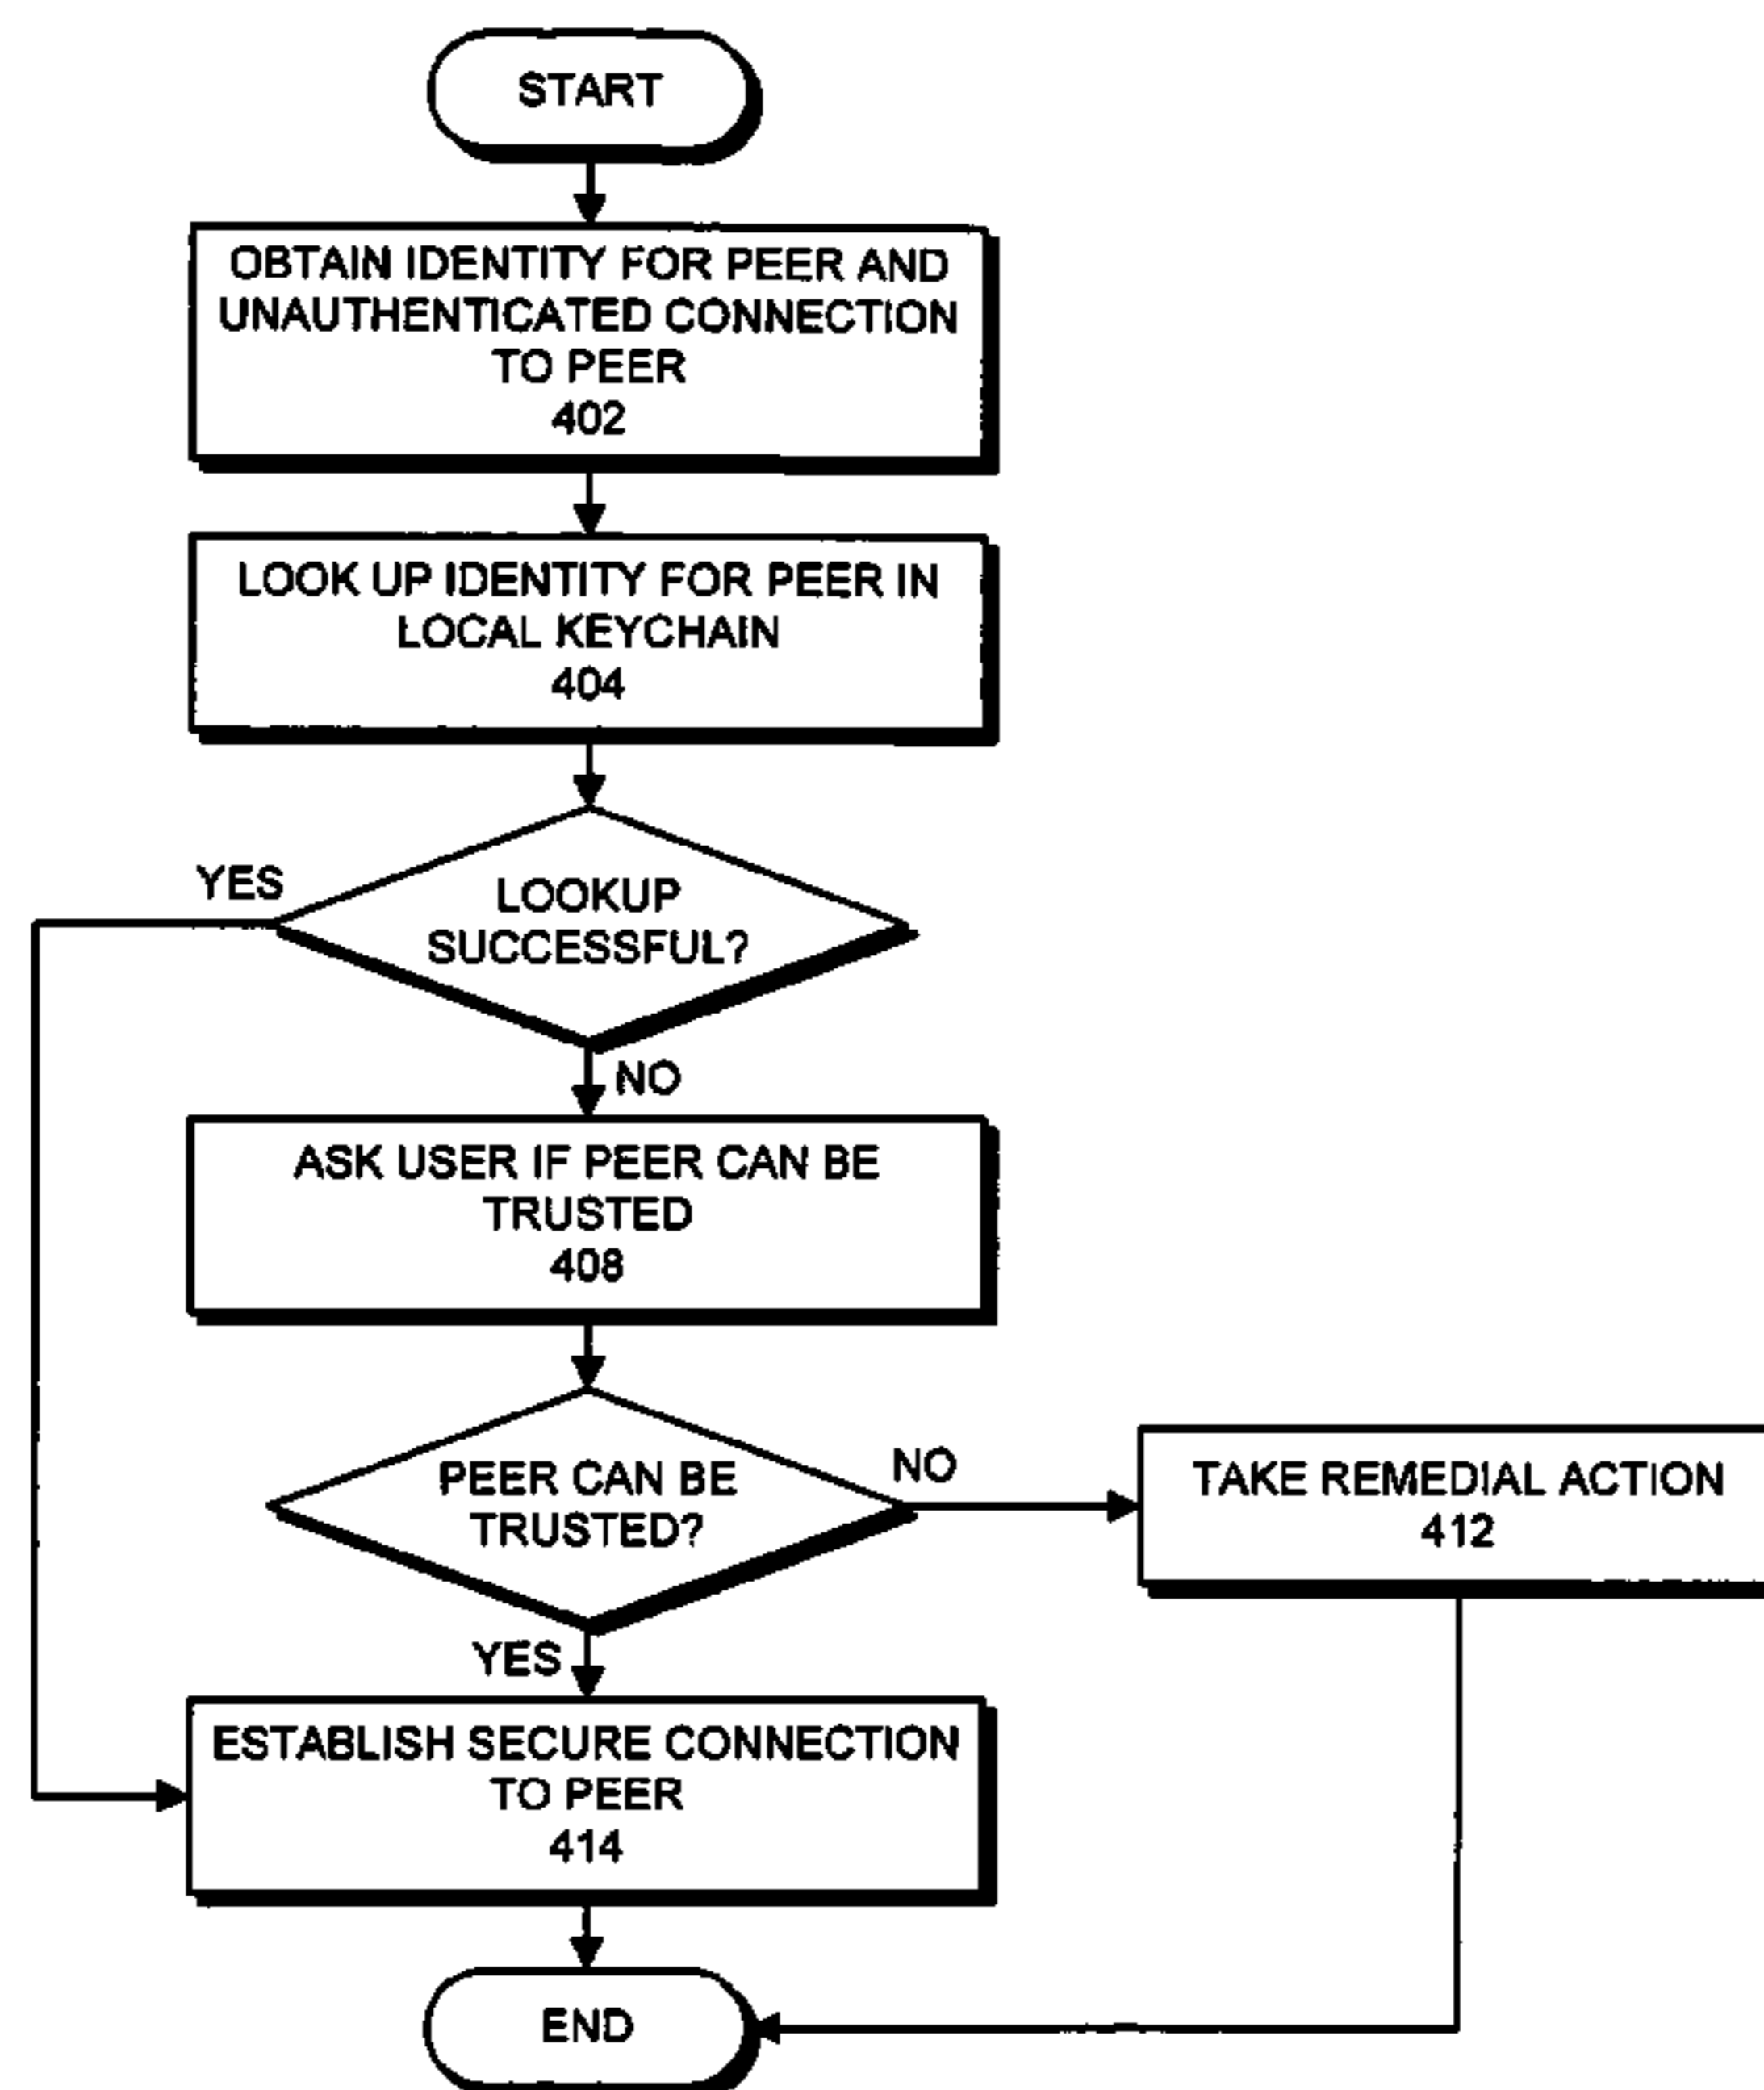 START
OBTAIN IDENTITY FOR PEER AND
UNAUTHENTICATED CONNECTION
TO PEER
402
LOOK UP IDENTITY FOR PEER IN
LOCAL KEYCHAIN
404
YES
LOOKUP
SUCCESSFUL?
NO
ASK USER IF PEER CAN BE
TRUSTED
408
PEER CAN BE
TRUSTED?
NO
TAKE REMEDIAL ACTION
412
YES
ESTABLISH SECURE CONNECTION
TO PEER
414
END